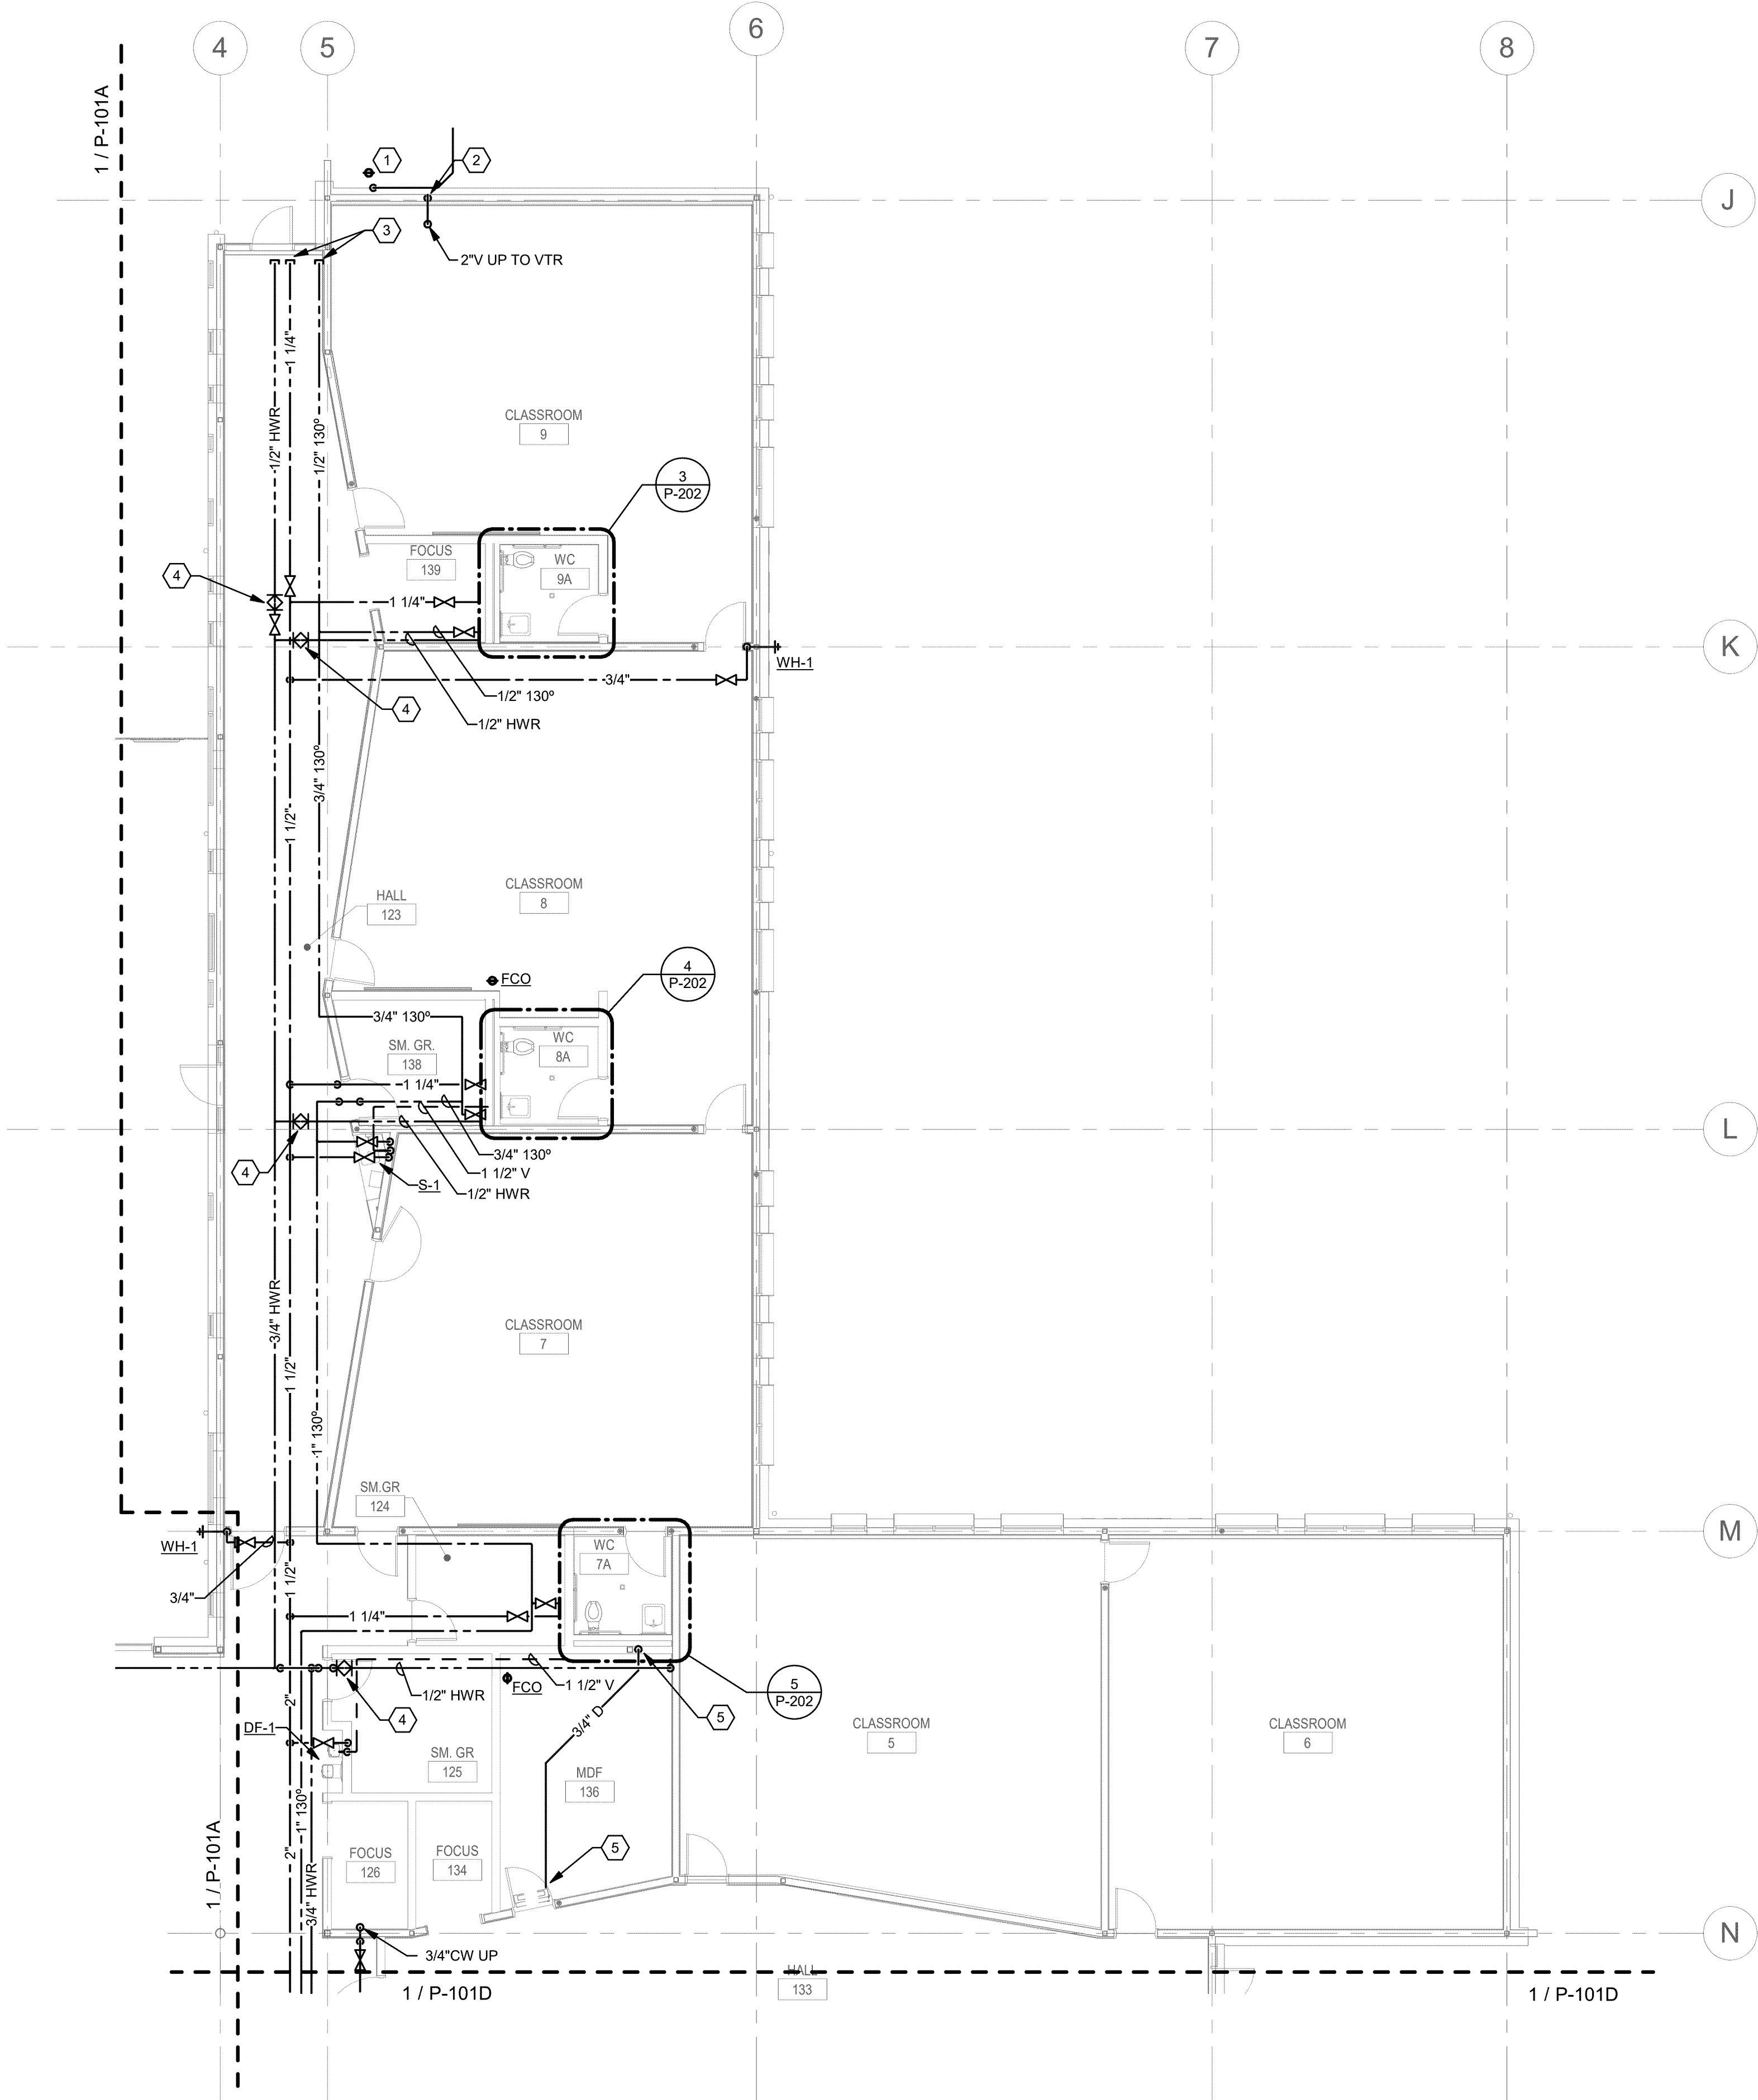 4
5
6
7
8
1 / P-101A
1
2
J
3
2"V UP TO VTR
1 1/4"
1/2" HWR
1/2" 130º
CLASSROOM
9
3
P-202
FOCUS
139
WC
9A
4
1 1/4"
K
WH-1
3/4"
1/2" 130º
4
1/2" HWR
3/4" 130º
1 1/2"
CLASSROOM
8
HALL
123
4
P-202
FCO
3/4" 130º
SM. GR.
138
WC
8A
1 1/4"
L
3/4" 130º
4
1 1/2" V
S-1
1/2" HWR
3/4" HWR
CLASSROOM
7
1 1/2"
1" 130º
SM.GR
124
M
WH-1
WC
7A
1 1/2"
3/4"
1 1/4"
FCO
1 1/2" V
1/2" HWR
5
P-202
2"
4
5
3/4" D
DF-1
CLASSROOM
5
CLASSROOM
6
SM. GR
125
MDF
136
1" 130º
1 / P-101A
2"
FOCUS
126
FOCUS
134
5
3/4" HWR
N
3/4"CW UP
HALL
133
1 / P-101D
1 / P-101D